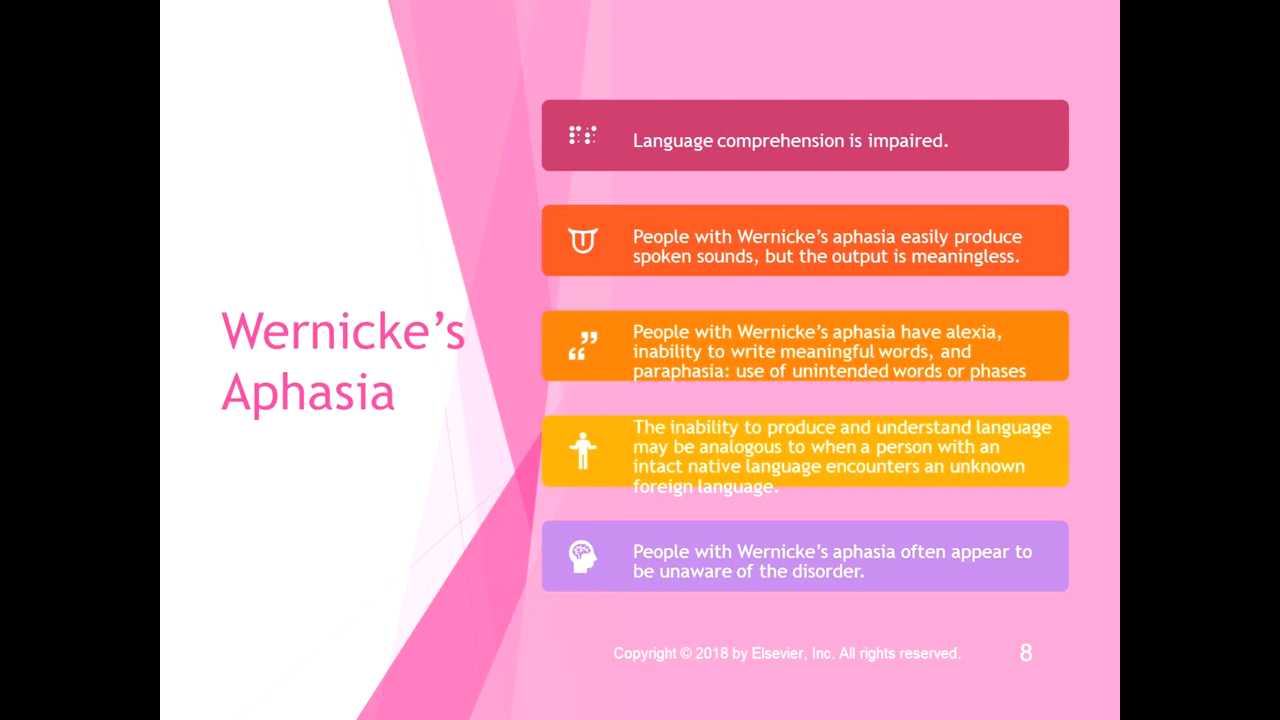 Wernicke's
Aphasia
Language comprehension is impaired.
People with Wernicke's aphasia easily produce
spoken sounds, but the output is meaningless.
People with Wernicke's aphasia have alexia,
inability to write meaningful words, and
paraphasia: use of unintended words or phases
The inability to produce and understand language
may be analogous to when a person with an
intact native language encounters an unknown
foreign language.
People with Wernicke's aphasia often appear to
be unaware of the disorder.
Copyright © 2018 by Elsevier, Inc. All rights reserved.
8